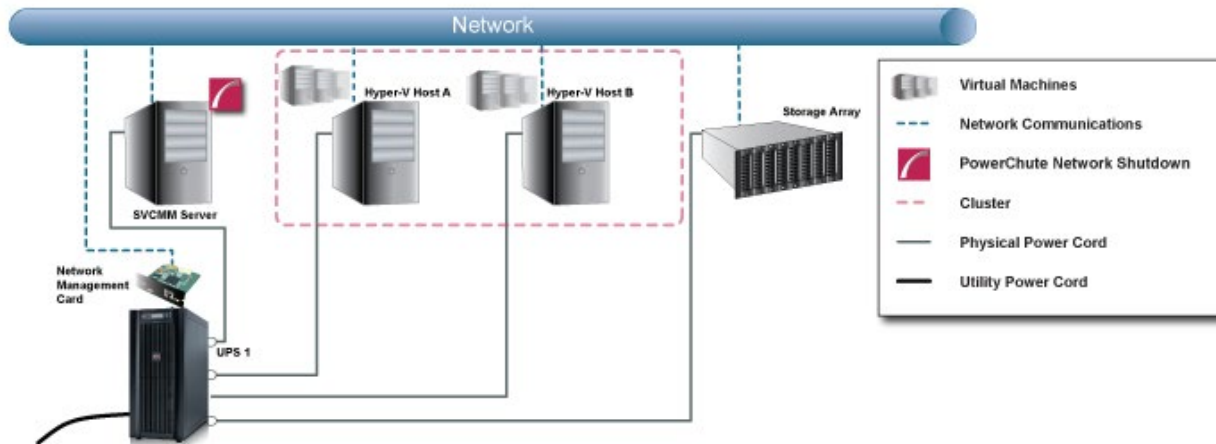 Network
Hyper-V Host A
Hyper-V Host B
Storage Array
SVCMM Server
Network
Management
Card
UPS 1
Virtual Machines
Network Communications
PowerChute Network Shutdown
Cluster
Physical Power Cord
Utility Power Cord